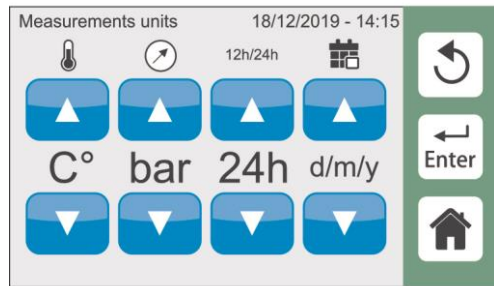 Measurements units 18/12/2019 - 14:15
12h/24h
C° bar 24h d/m/y
Enter